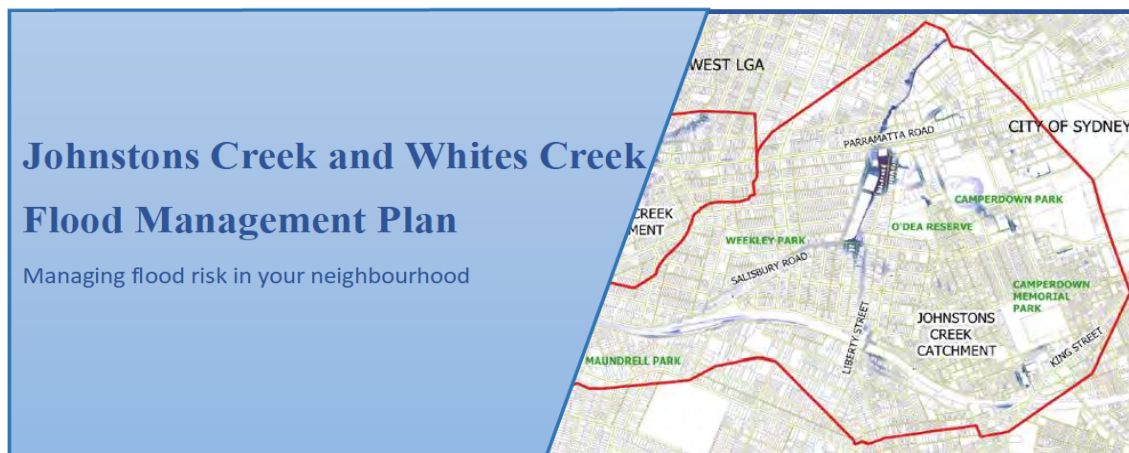 Johnstons Creek and Whites Creek
Flood Management Plan
Managing flood risk in your neighbourhood
WEST LGA
CITY OF SYDNEY
PARRAMATTA ROAD
CAMPERDOWN PARK
CREEK
MENT
WEEKLEY PARK
O'DEA RESERVE
SALISBURY ROAD
CAMPERDOWN
MEMORIAL
PARK
LIBERTY STREET
JOHNSTONS
CREEK
CATCHMENT
KING STREET
MAUNDRELL PARK